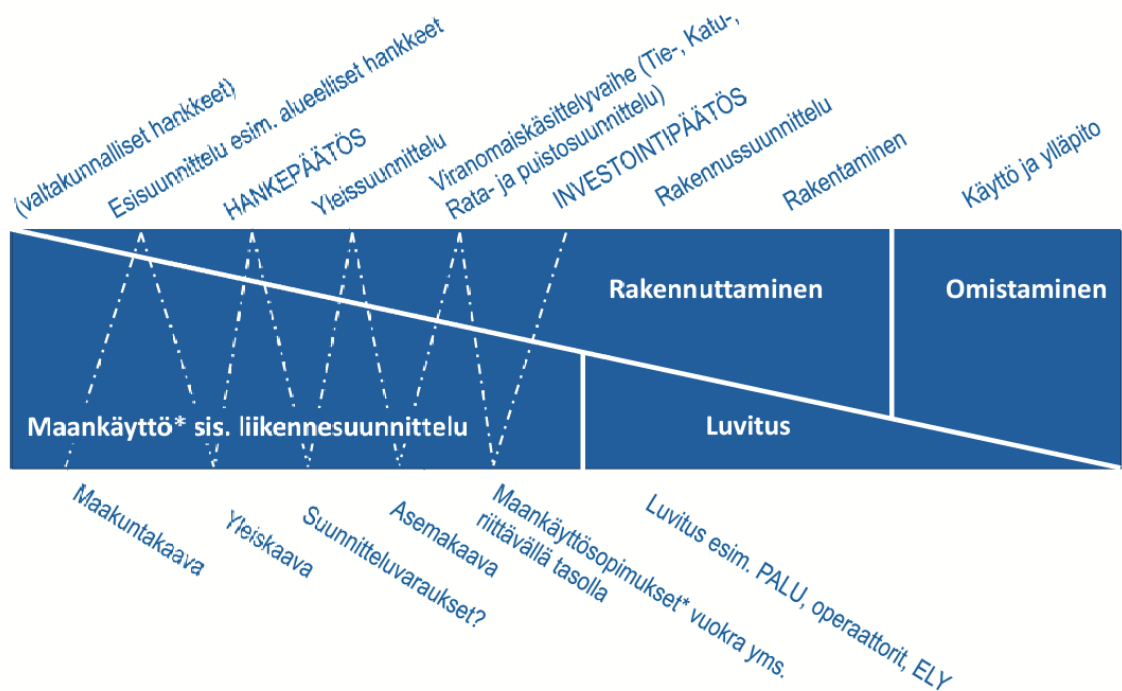 (valtakunnalliset hankkeet)
Esisuunnittelu esim. alueelliset hankkeet
HANKEPÄÄTÖS
Yleissuunnittelu
Viranomaiskäsittelyvaihe (Tie-, Katu-,
Rata- ja puistosuunnittelu)
INVESTOINTIPÄÄTÖS
Rakennussuunnittelu
Rakentaminen
Käyttö ja ylläpito
Rakennuttaminen
Omistaminen
Maankäyttö* sis. liikennesuunnittelu
Luvitus
Maakuntakaava
Yleiskaava
Suunnitteluvaraukset?
Asemakaava
Maankäyttösopimukset* vuokra yms.
riittävällä tasolla
Luvitus esim. PALU, operaattorit, ELY